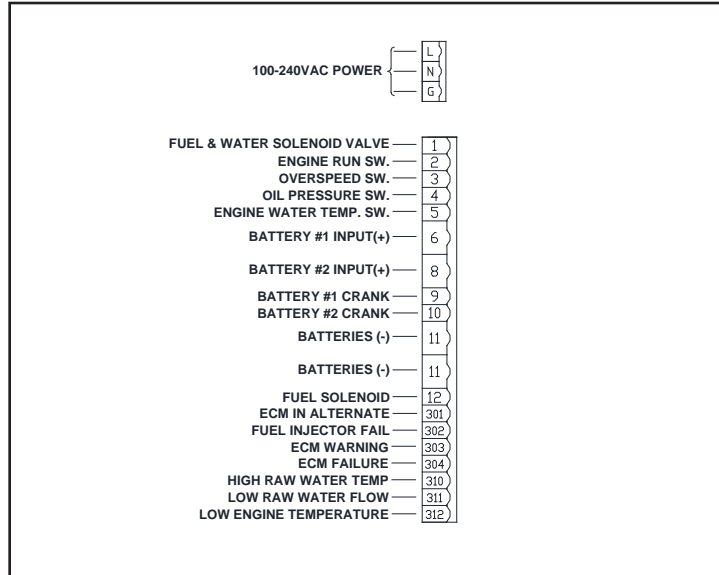 L
100-240VAC POWER N
G
FUEL & WATER SOLENOID VALVE 1
ENGINE RUN SW. 2
OVERSPEED SW. 3
OIL PRESSURE SW. 4
ENGINE WATER TEMP. SW. 5
BATTERY #1 INPUT(+) 6
BATTERY #2 INPUT(+) 8
BATTERY #1 CRANK 9
BATTERY #2 CRANK 10
BATTERIES (-) 11
BATTERIES (-) 11
FUEL SOLENOID 12
ECM IN ALTERNATE 301
FUEL INJECTOR FAIL 302
ECM WARNING 303
ECM FAILURE 304
HIGH RAW WATER TEMP 310
LOW RAW WATER FLOW 311
LOW ENGINE TEMPERATURE 312